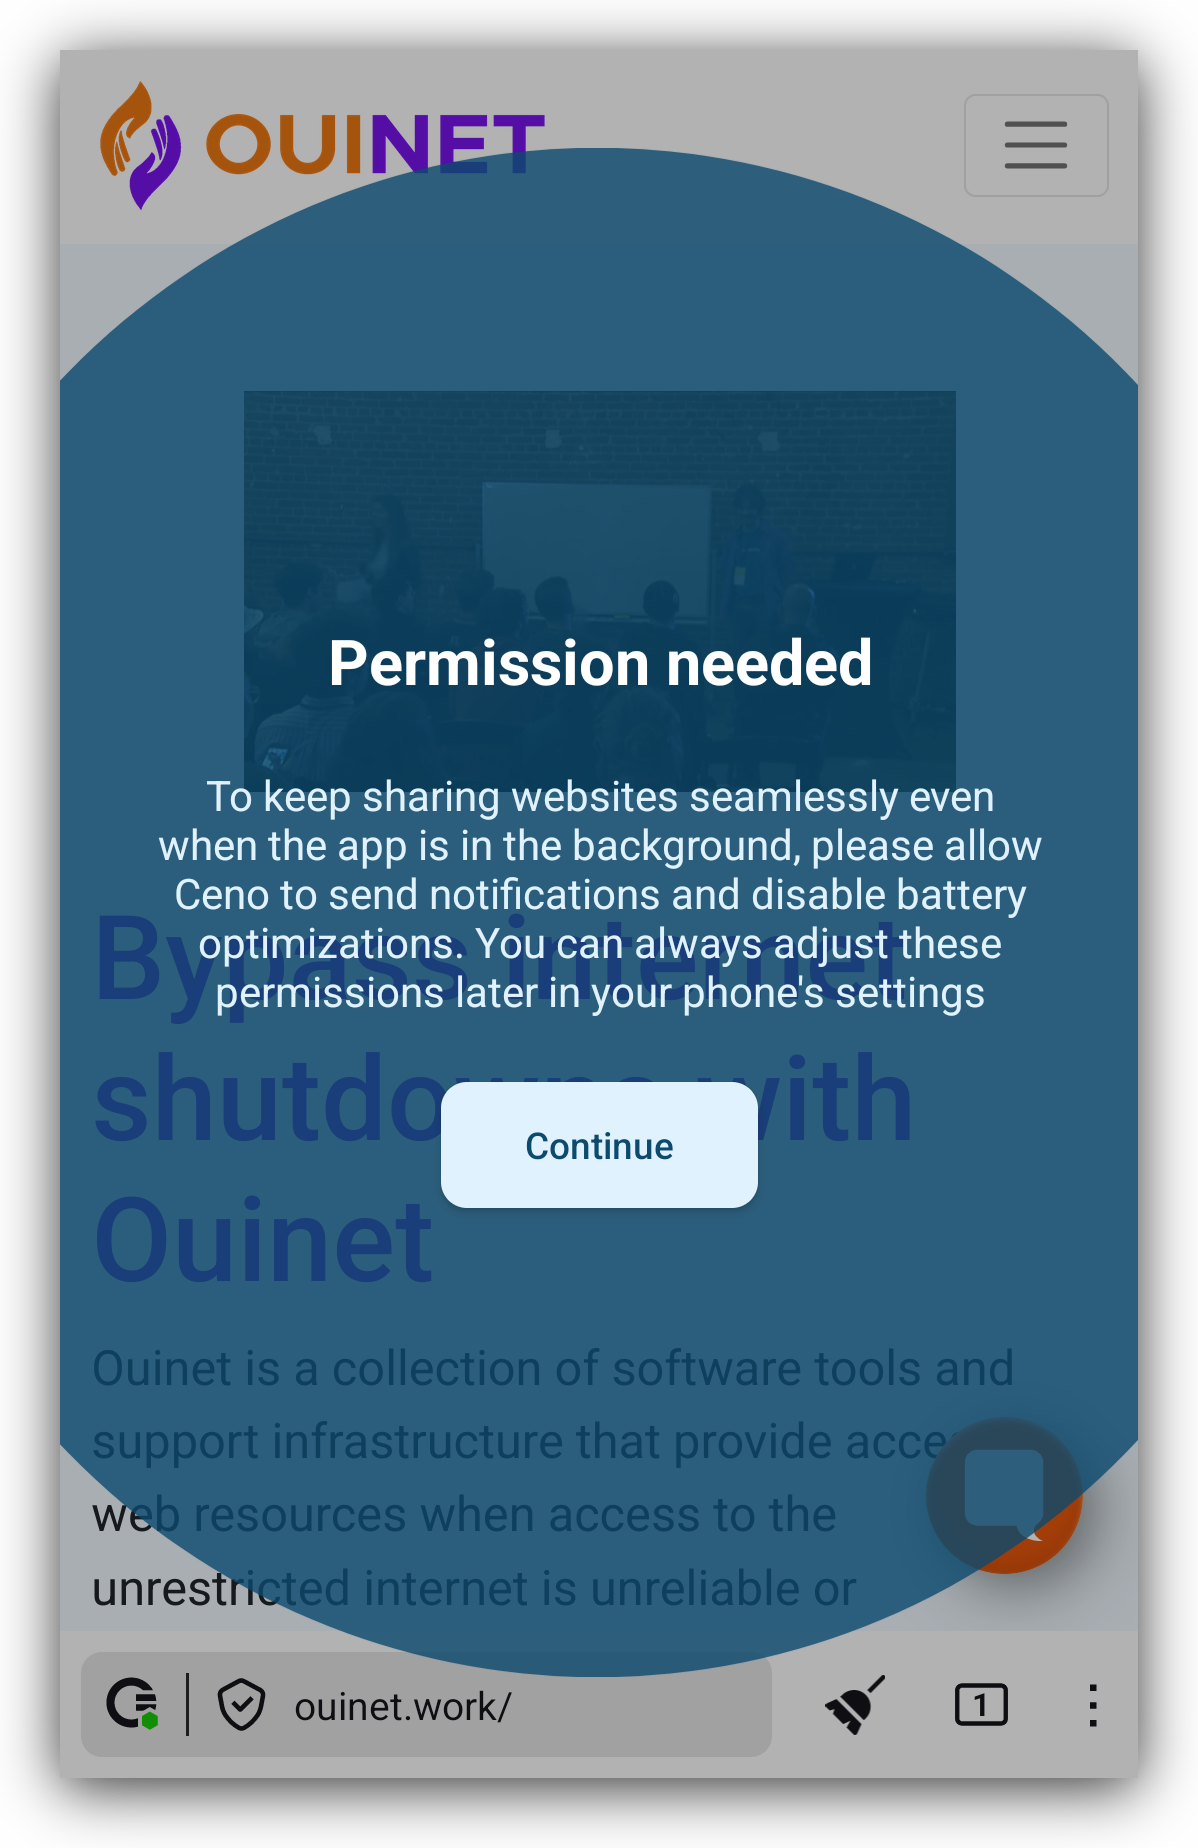 OUINET
Permission needed
To keep sharing websites seamlessly even
when the app is in the background, please allow
Ceno to send notifications and disable battery
optimizations. You can always adjust these
permissions later in your phone's settings
Bypass internet
shutdowns with
Continue
Ouinet
Ouinet is a collection of software tools and
support infrastructure that provide
web resources when access to the
unrestricted internet is unreliable or
ouinet.work/
1